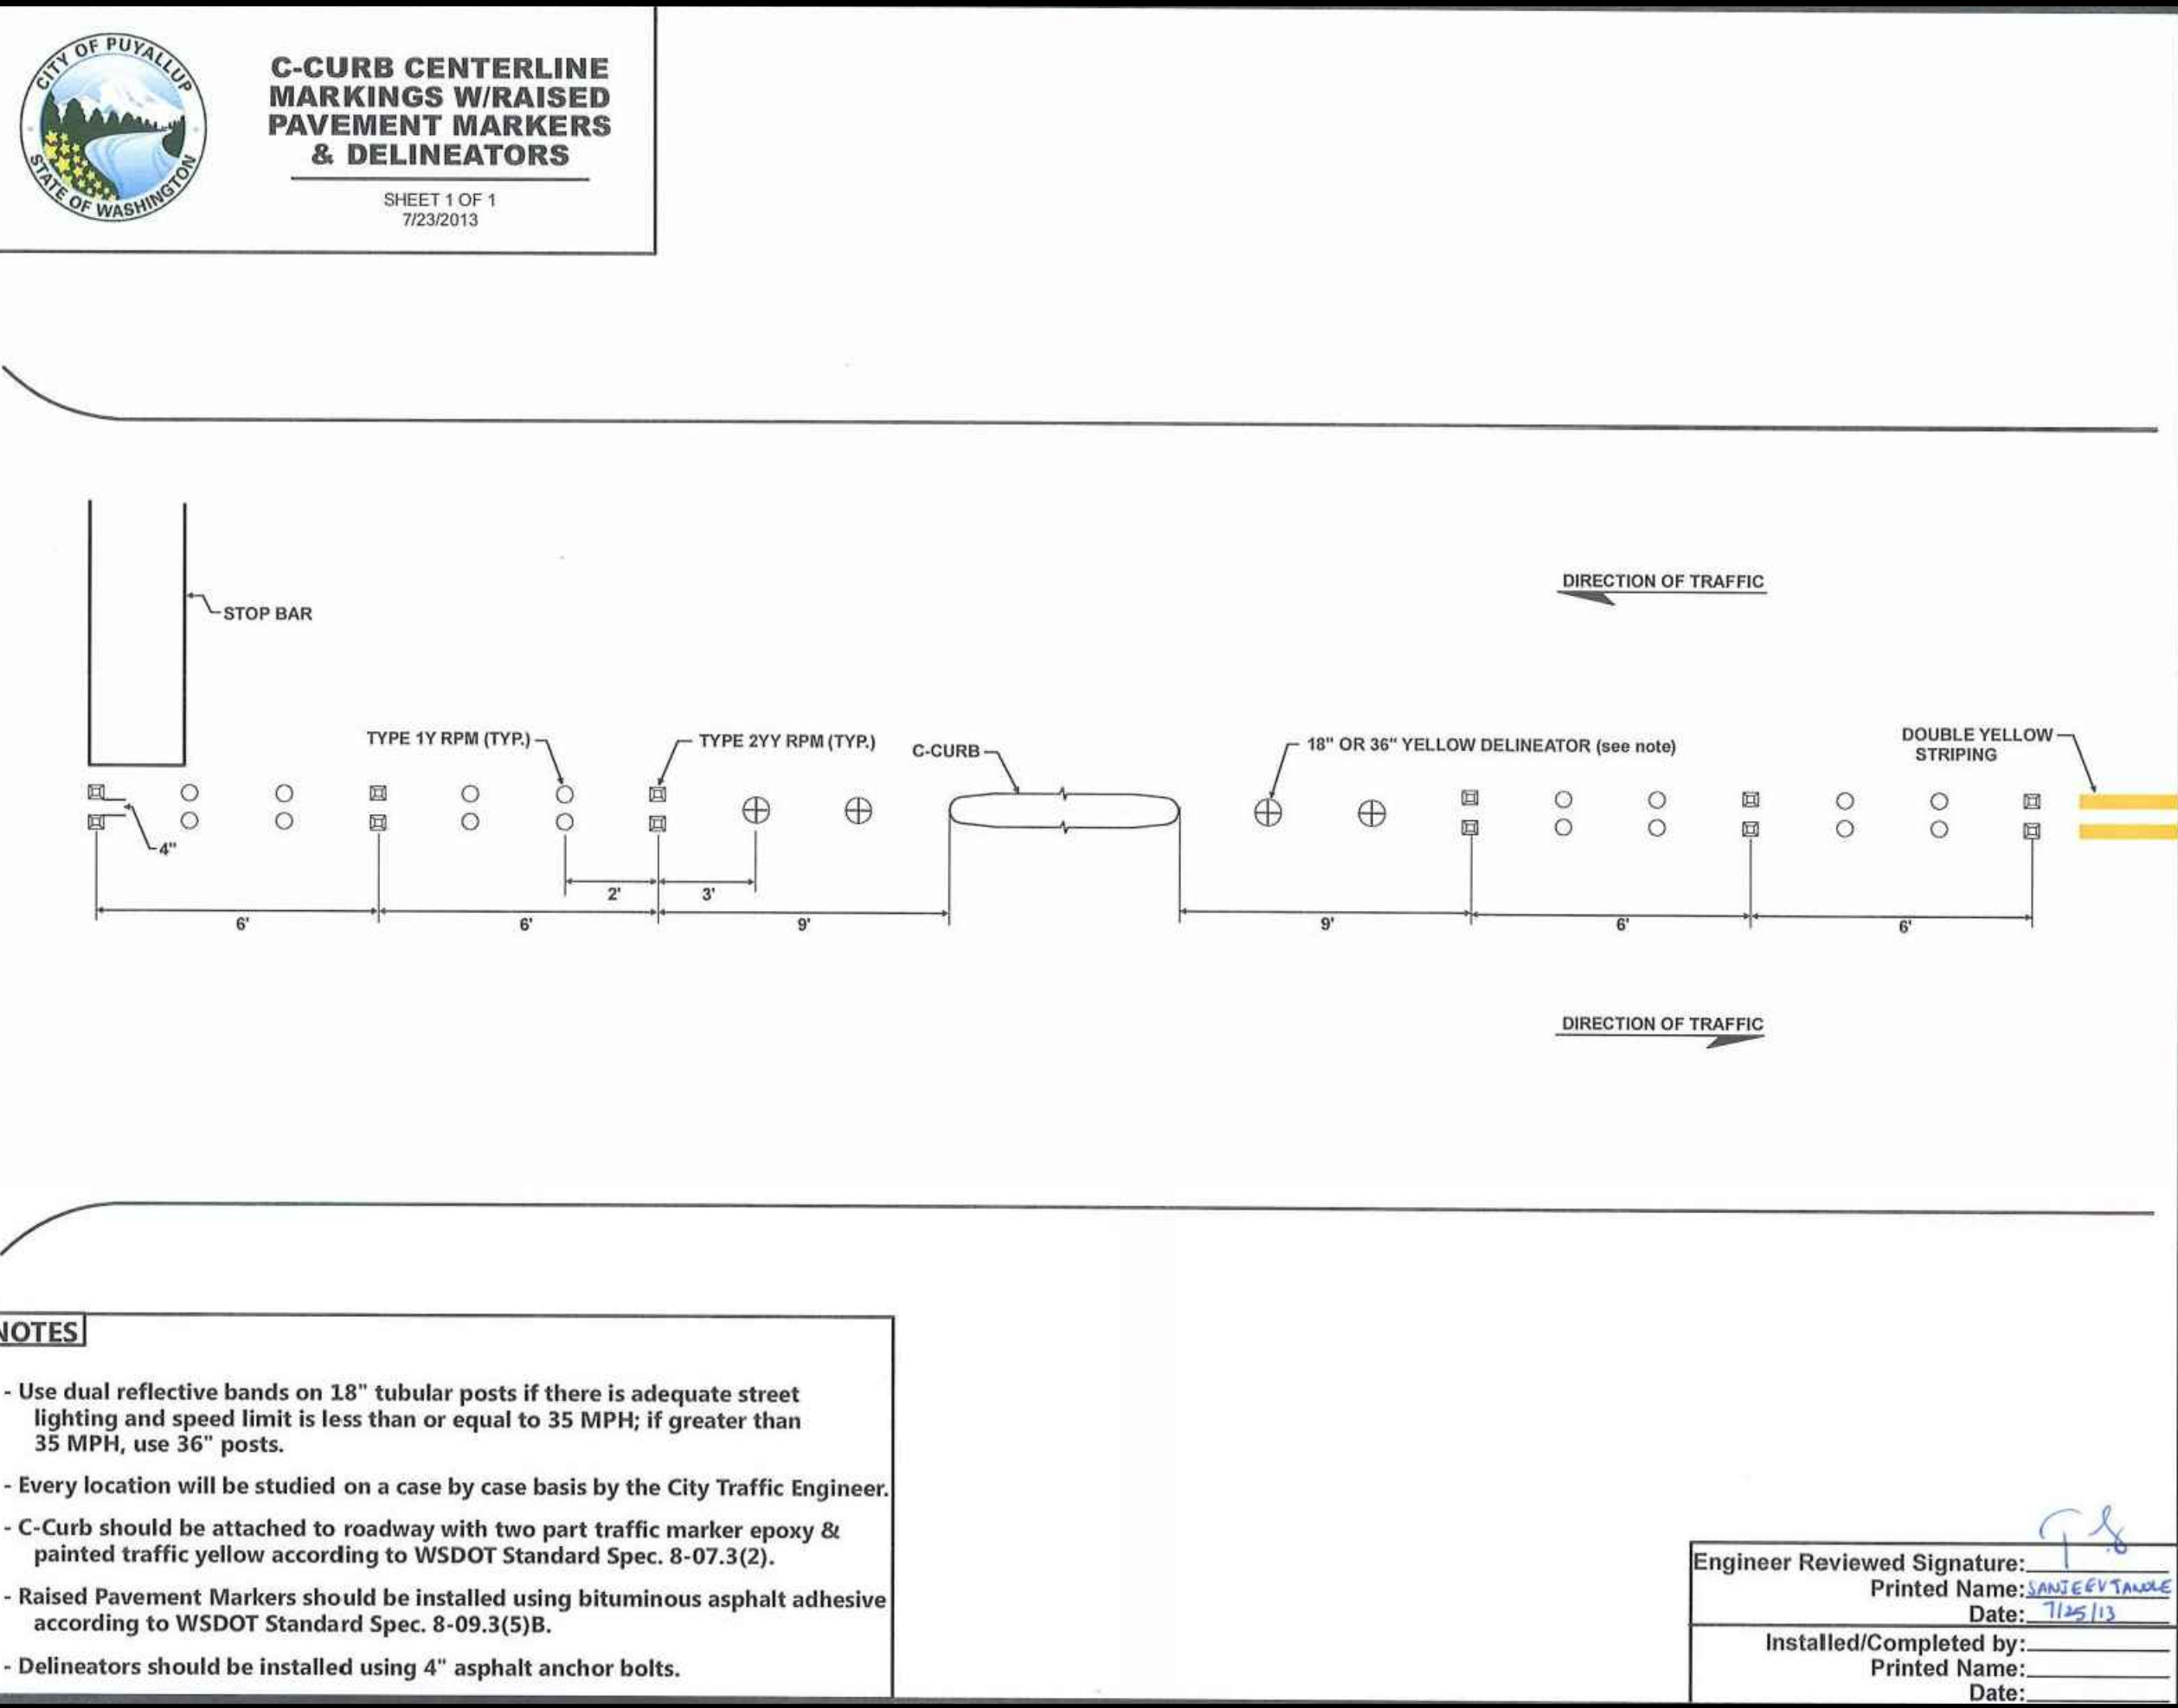 CITY OF PUYALLUP
STATE OF WASHINGTON
C-CURB CENTERLINE
MARKINGS W/RAISED
PAVEMENT MARKERS
& DELINEATORS
SHEET 1 OF 1
7/23/2013
DIRECTION OF TRAFFIC
STOP BAR
TYPE 1Y RPM (TYP.)
TYPE 2YY RPM (TYP.)
C-CURB
18" OR 36" YELLOW DELINEATOR (see note)
DOUBLE YELLOW
STRIPING
4"
2'
3'
6'
6'
9'
9'
6'
6'
DIRECTION OF TRAFFIC
NOTES
- Use dual reflective bands on 18" tubular posts if there is adequate street
lighting and speed limit is less than or equal to 35 MPH; if greater than
35 MPH, use 36" posts.
- Every location will be studied on a case by case basis by the City Traffic Engineer.
- C-Curb should be attached to roadway with two part traffic marker epoxy &
painted traffic yellow according to WSDOT Standard Spec. 8-07.3(2).
- Raised Pavement Markers should be installed using bituminous asphalt adhesive
according to WSDOT Standard Spec. 8-09.3(5)B.
- Delineators should be installed using 4" asphalt anchor bolts.
Engineer Reviewed Signature:
Printed Name: SANJEEV TANDLE
Date: 7/25/13
Installed/Completed by:
Printed Name:
Date: